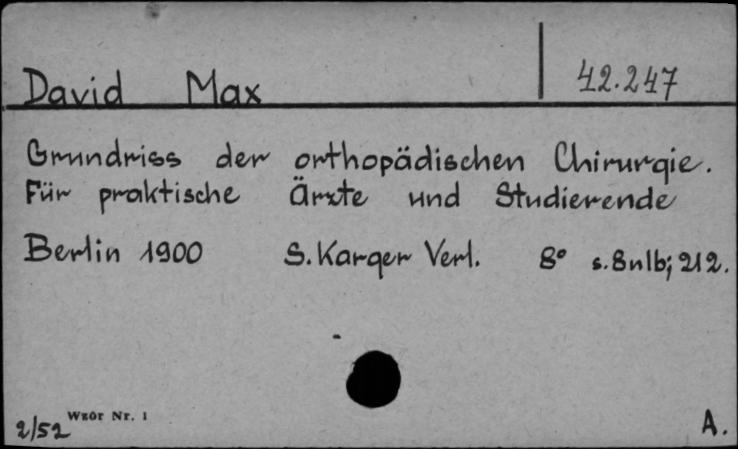 David Max 42.247
Grundriss der orthopädischen Chirurgie.
Für praktische Ärzte und Studierende
Berlin 1900 S. Karger Verl. 8° s. 8nlb; 212.
Wzór Nr. 1
2/52 A.